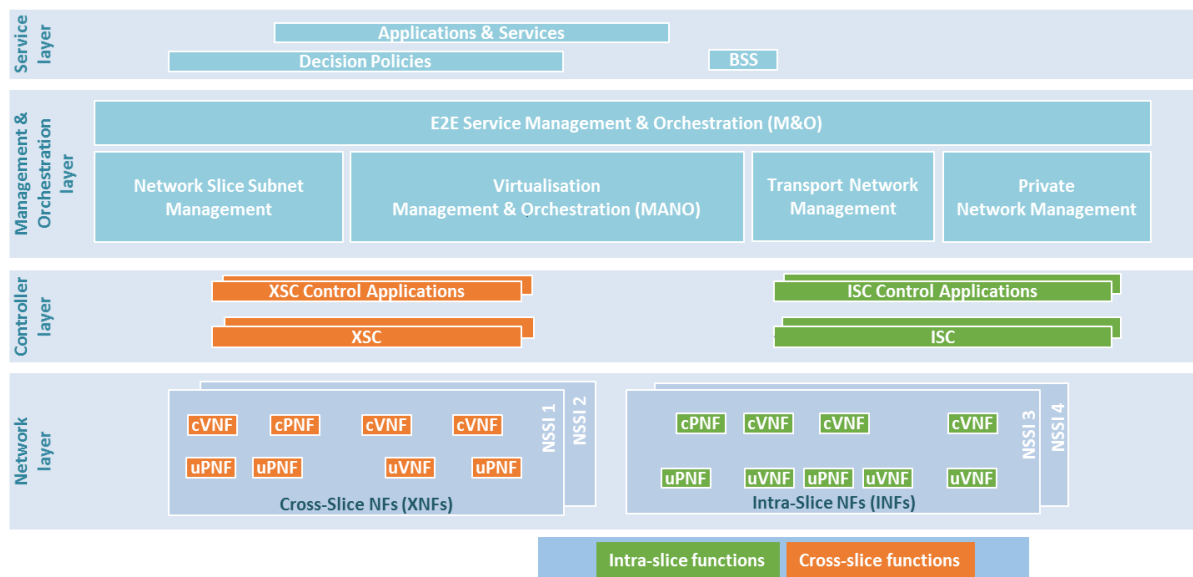 Service
layer
Applications & Services
Decision Policies
BSS
Management &
Orchestration
layer
E2E Service Management & Orchestration (M&O)
Network Slice Subnet
Management
Virtualisation
Management & Orchestration (MANO)
Transport Network
Management
Private
Network Management
Controller
layer
XSC Control Applications
ISC Control Applications
XSC
ISC
Network
layer
cVNF
cPNF
cVNF
cVNF
uPNF
uPNF
uVNF
uPNF
Cross-Slice NFs (XNFs)
NSSI 1
NSSI 2
cPNF
cVNF
cVNF
cVNF
uPNF
uVNF
uPNF
uVNF
uVNF
Intra-Slice NFs (INFs)
NSSI 3
NSSI 4
Intra-slice functions
Cross-slice functions